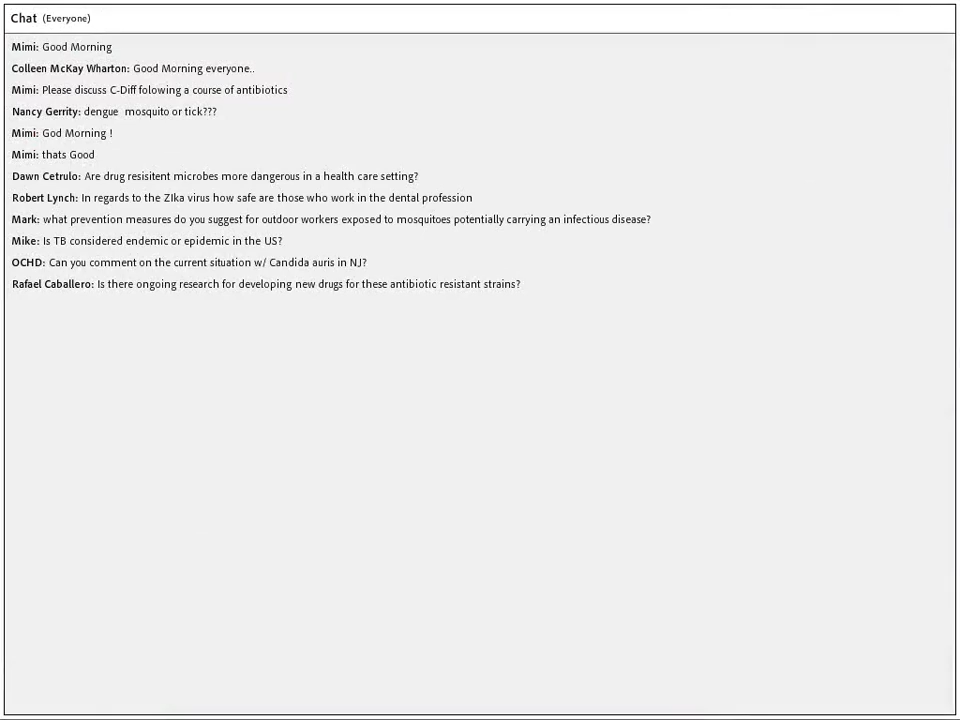 Chat (Everyone)
Mimi: Good Morning
Colleen McKay Wharton: Good Morning everyone..
Mimi: Please discuss C-Diff folowing a course of antibiotics
Nancy Gerrity: dengue  mosquito or tick???
Mimi: God Morning !
Mimi: thats Good
Dawn Cetrulo: Are drug resisitent microbes more dangerous in a health care setting?
Robert Lynch: In regards to the ZIka virus how safe are those who work in the dental profession
Mark: what prevention measures do you suggest for outdoor workers exposed to mosquitoes potentially carrying an infectious disease?
Mike: Is TB considered endemic or epidemic in the US?
OCHD: Can you comment on the current situation w/ Candida auris in NJ?
Rafael Caballero: Is there ongoing research for developing new drugs for these antibiotic resistant strains?